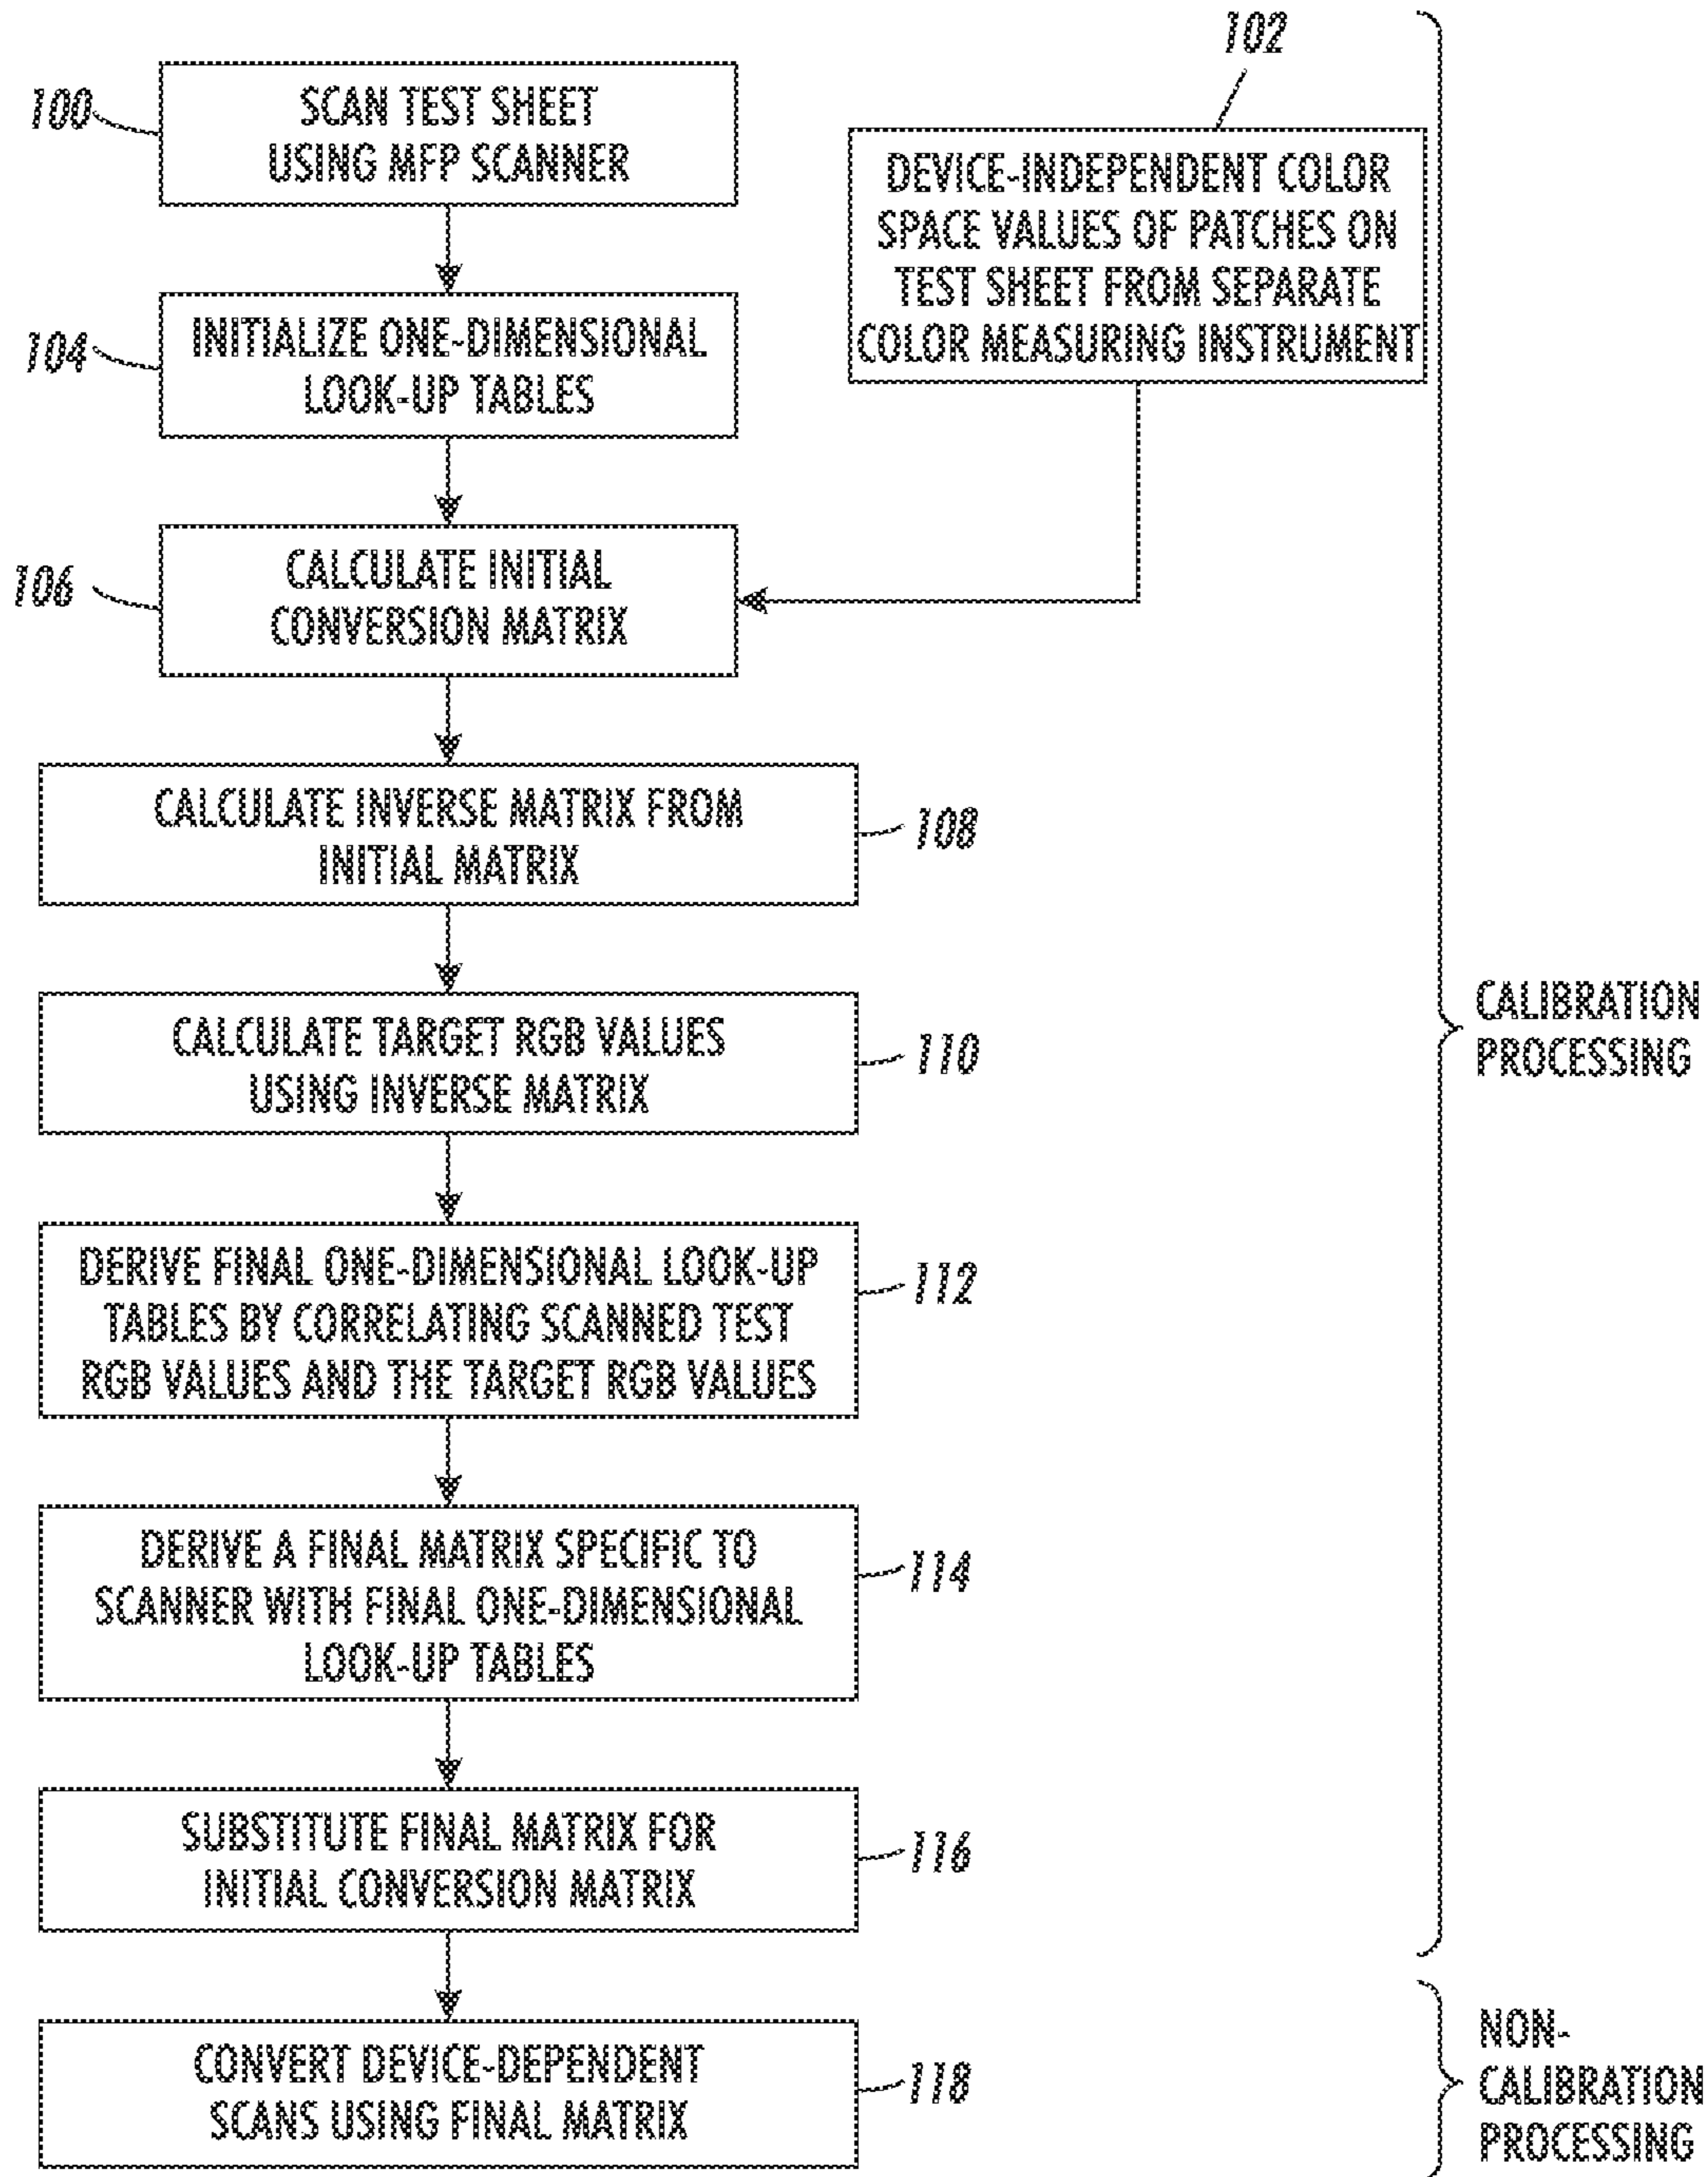 100
SCAN TEST SHEET
USING MFP SCANNER
102
DEVICE-INDEPENDENT COLOR
SPACE VALUES OF PATCHES ON
TEST SHEET FROM SEPARATE
COLOR MEASURING INSTRUMENT
104
INITIALIZE ONE-DIMENSIONAL
LOOK-UP TABLES
106
CALCULATE INITIAL
CONVERSION MATRIX
CALCULATE INVERSE MATRIX FROM
INITIAL MATRIX
108
CALCULATE TARGET RGB VALUES
USING INVERSE MATRIX
110
CALIBRATION
PROCESSING
DERIVE FINAL ONE-DIMENSIONAL LOOK-UP
TABLES BY CORRELATING SCANNED TEST
RGB VALUES AND THE TARGET RGB VALUES
112
DERIVE A FINAL MATRIX SPECIFIC TO
SCANNER WITH FINAL ONE-DIMENSIONAL
LOOK-UP TABLES
114
SUBSTITUTE FINAL MATRIX FOR
INITIAL CONVERSION MATRIX
116
CONVERT DEVICE-DEPENDENT
SCANS USING FINAL MATRIX
118
NON-
CALIBRATION
PROCESSING